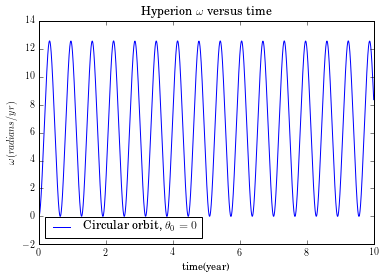 Hyperion ω versus time
14
12
10
8
6
4
2
0
−2
ω(radians/yr)
Circular orbit, θ₀ = 0
0 2 4 6 8 10
time(year)